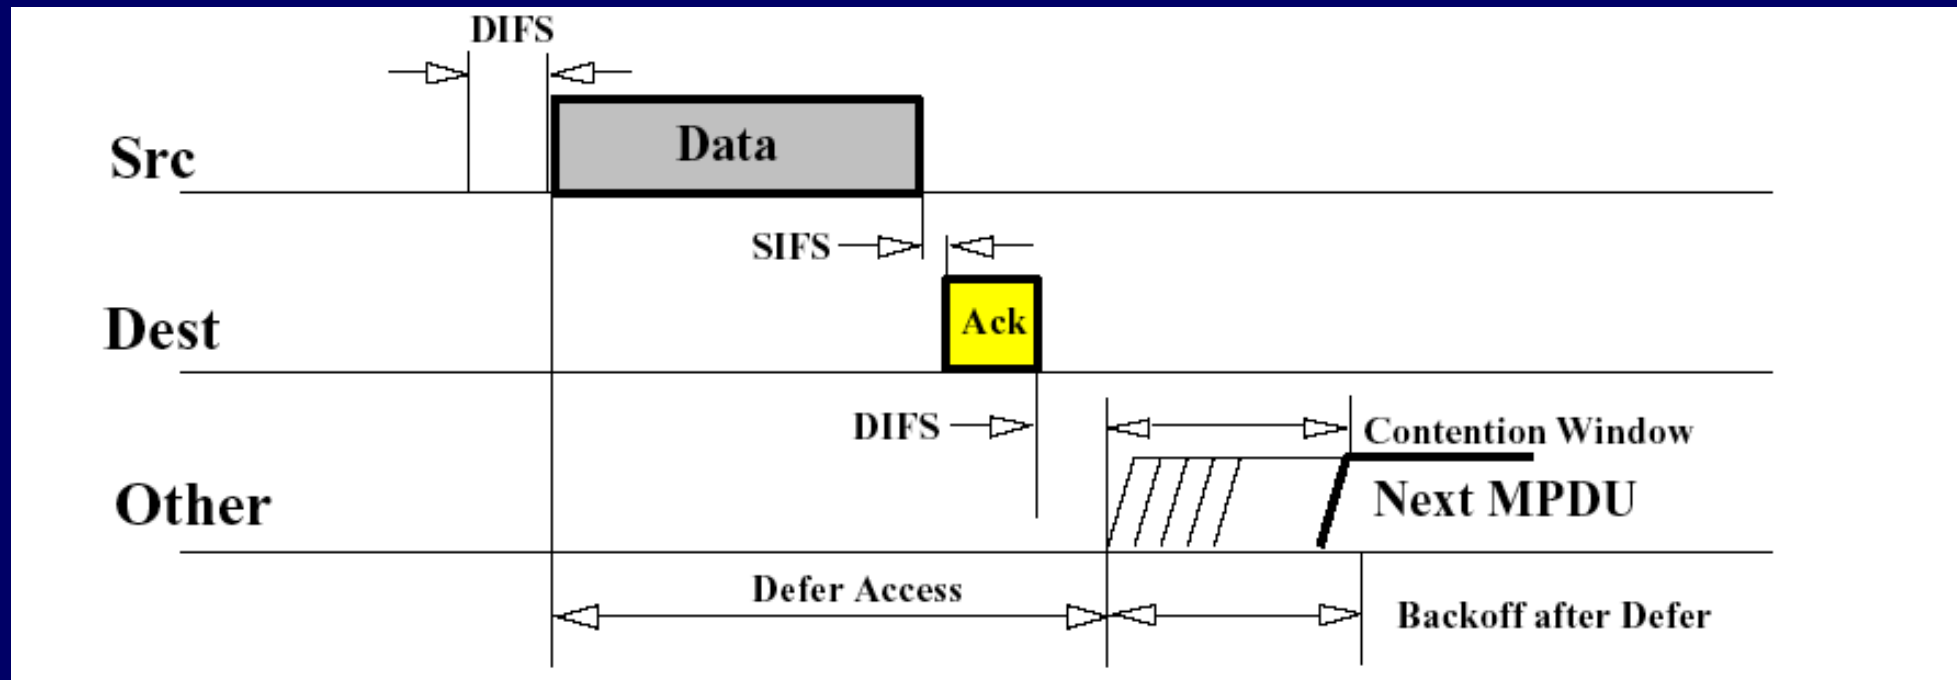 DIFS
Src
Data
SIFS
Dest
Ack
DIFS
Contention Window
Other
Next MPDU
Defer Access
Backoff after Defer